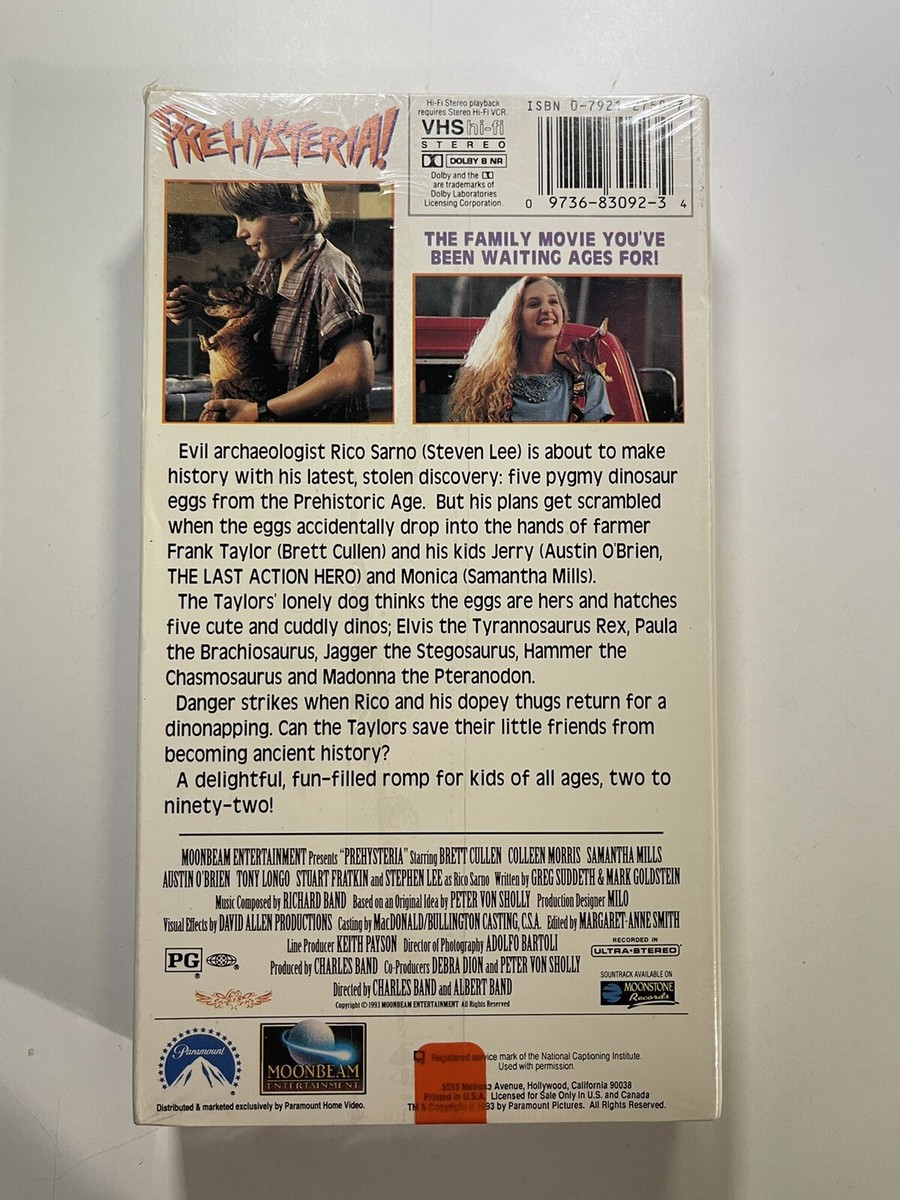 PREHYSTERIA!
Hi-Fi Stereo playback
requires Stereo Hi-Fi VCR.
VHS hi-fi
STEREO
DOLBY B NR
Dolby and the
are trademarks of
Dolby Laboratories
Licensing Corporation.
ISBN 0-7921
0 9736-83092-3 4
THE FAMILY MOVIE YOU'VE
BEEN WAITING AGES FOR!
Evil archaeologist Rico Sarno (Steven Lee) is about to make
history with his latest, stolen discovery: five pygmy dinosaur
eggs from the Prehistoric Age. But his plans get scrambled
when the eggs accidentally drop into the hands of farmer
Frank Taylor (Brett Cullen) and his kids Jerry (Austin O'Brien,
THE LAST ACTION HERO) and Monica (Samantha Mills).
The Taylors' lonely dog thinks the eggs are hers and hatches
five cute and cuddly dinos; Elvis the Tyrannosaurus Rex, Paula
the Brachiosaurus, Jagger the Stegosaurus, Hammer the
Chasmosaurus and Madonna the Pteranodon.
Danger strikes when Rico and his dopey thugs return for a
dinonapping. Can the Taylors save their little friends from
becoming ancient history?
A delightful, fun-filled romp for kids of all ages, two to
ninety-two!
MOONBEAM ENTERTAINMENT Presents "PREHYSTERIA" Starring BRETT CULLEN COLLEEN MORRIS SAMANTHA MILLS
AUSTIN O'BRIEN TONY LONGO STUART FRATKIN and STEPHEN LEE as Rico Sarno Written by GREG SUDDETH & MARK GOLDSTEIN
Music Composed by RICHARD BAND Based on an Original Idea by PETER VON SHOLLY Production Designer MILO
Visual Effects by DAVID ALLEN PRODUCTIONS Casting by MacDONALD/BULLINGTON CASTING, C.S.A. Edited by MARGARET-ANNE SMITH
Line Producer KEITH PAYSON Director of Photography ADOLFO BARTOLI
Produced by CHARLES BAND Co-Producers DEBRA DION and PETER VON SHOLLY
Directed by CHARLES BAND and ALBERT BAND
Copyright © 1993 MOONBEAM ENTERTAINMENT All Rights Reserved
PG
RECORDED IN
ULTRA-STEREO
SOUNDTRACK AVAILABLE ON
MOONSTONE
Records
Paramount
MOONBEAM
ENTERTAINMENT
Distributed & marketed exclusively by Paramount Home Video.
Registered service mark of the National Captioning Institute.
Used with permission.
5555 Melrose Avenue, Hollywood, California 90038
Printed in U.S.A. Licensed for Sale Only in U.S. and Canada
TM & Copyright © 1993 by Paramount Pictures. All Rights Reserved.